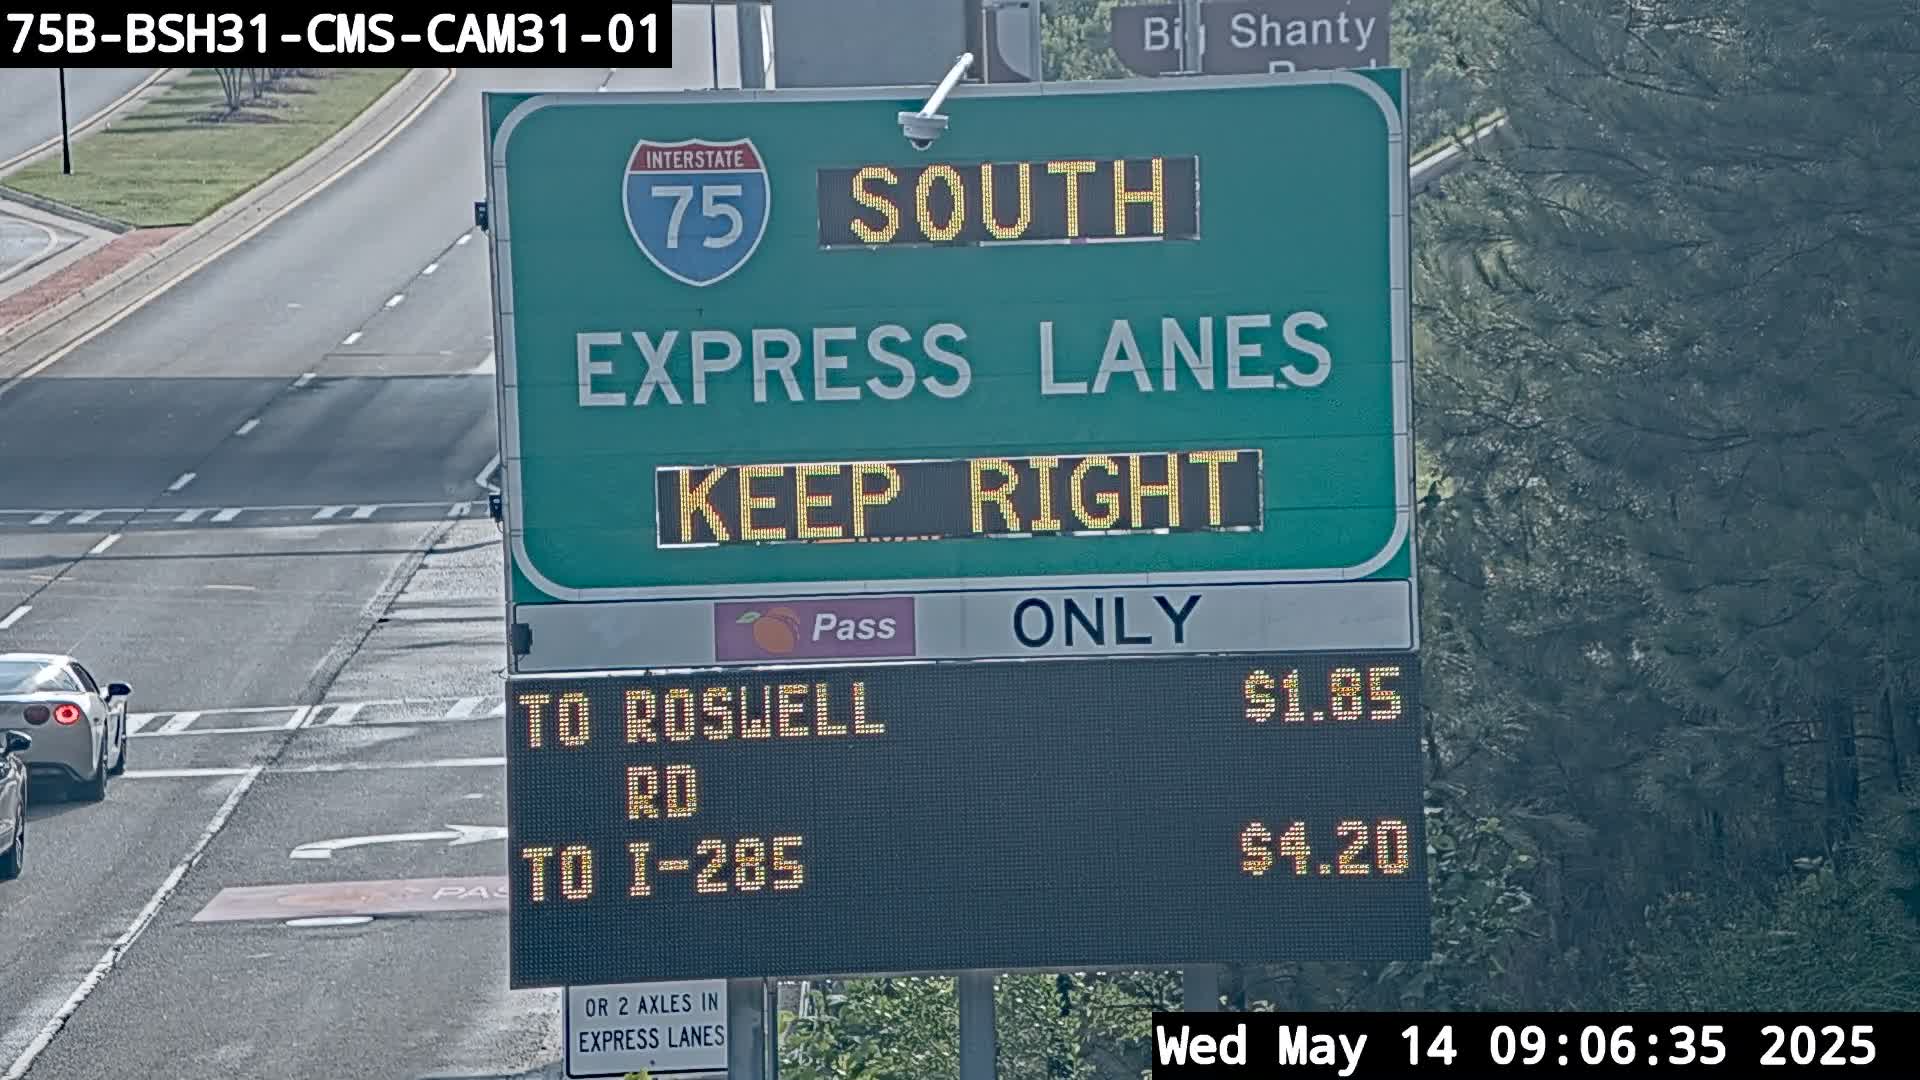 75B-BSH31-CMS-CAM31-01
Big Shanty
Road
INTERSTATE
75
SOUTH
EXPRESS LANES
KEEP RIGHT
Pass ONLY
TO ROSWELL $1.85
RD
TO I-285 $4.20
PAS
OR 2 AXLES IN
EXPRESS LANES
Wed May 14 09:06:35 2025